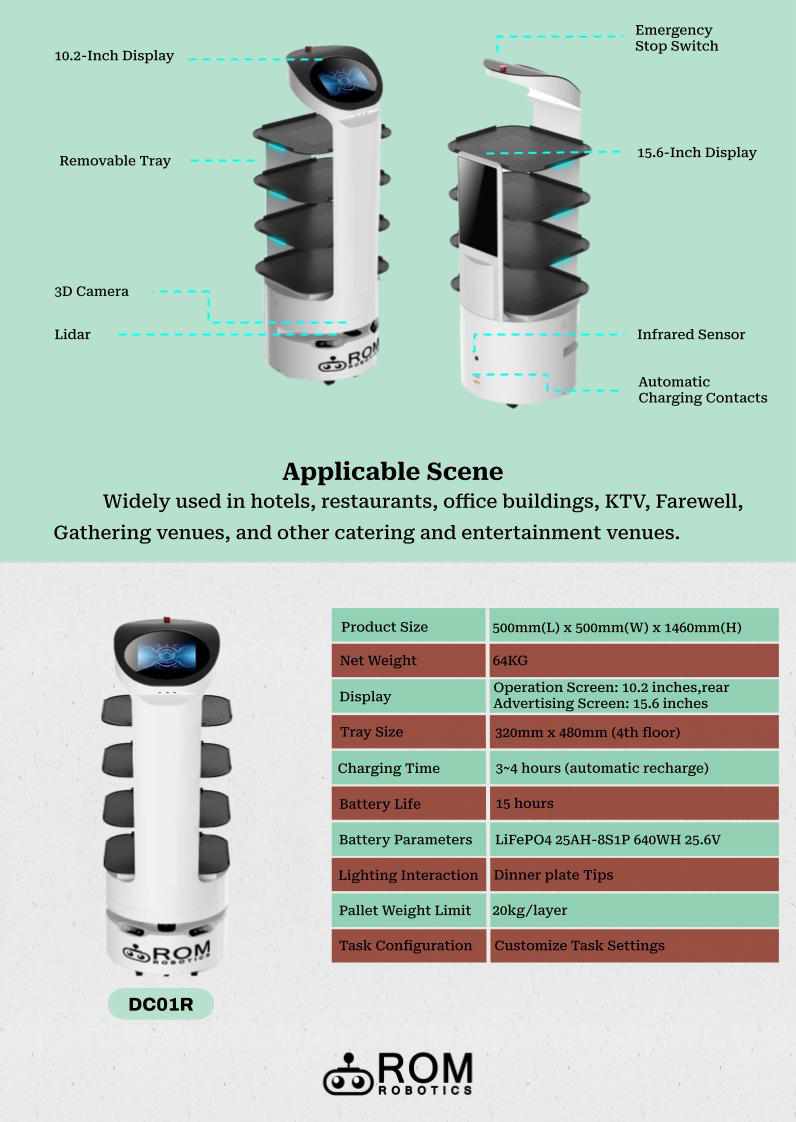 Emergency
Stop Switch
10.2-Inch Display
Removable Tray
15.6-Inch Display
3D Camera
Lidar
Infrared Sensor
Automatic
Charging Contacts
ROM
ROBOTICS
Applicable Scene
Widely used in hotels, restaurants, office buildings, KTV, Farewell,
Gathering venues, and other catering and entertainment venues.
Product Size 500mm(L) x 500mm(W) x 1460mm(H)
Net Weight 64KG
Display Operation Screen: 10.2 inches,rear
Advertising Screen: 15.6 inches
Tray Size 320mm x 480mm (4th floor)
Charging Time 3~4 hours (automatic recharge)
Battery Life 15 hours
Battery Parameters LiFePO4 25AH-8S1P 640WH 25.6V
Lighting Interaction Dinner plate Tips
Pallet Weight Limit 20kg/layer
Task Configuration Customize Task Settings
ROM
ROBOTICS
DC01R
ROM
ROBOTICS